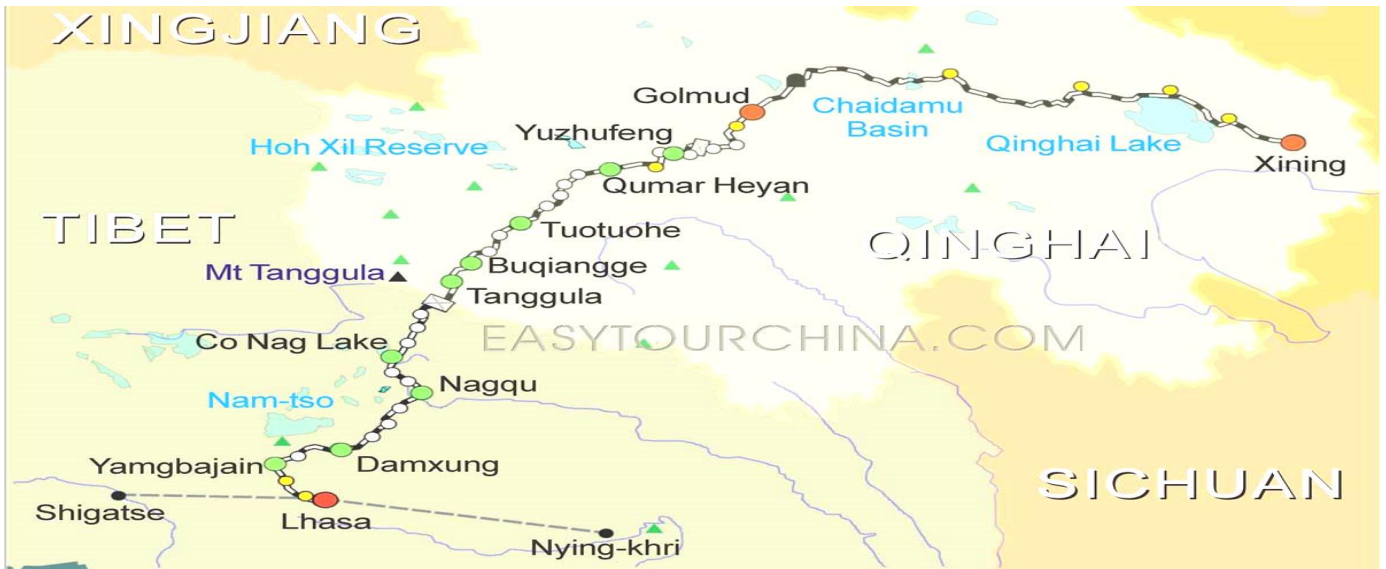 XINGJIANG
Golmud
Chaidamu
Basin
Yuzhufeng
Hoh Xil Reserve
Qinghai Lake
Xining
Qumar Heyan
TIBET
Tuotuohe
QINGHAI
Mt Tanggula
Buqiangge
Tanggula
EASYTOURCHINA.COM
Co Nag Lake
Nagqu
Nam-tso
Yamgbajain
Damxung
SICHUAN
Shigatse
Lhasa
Nying-khri